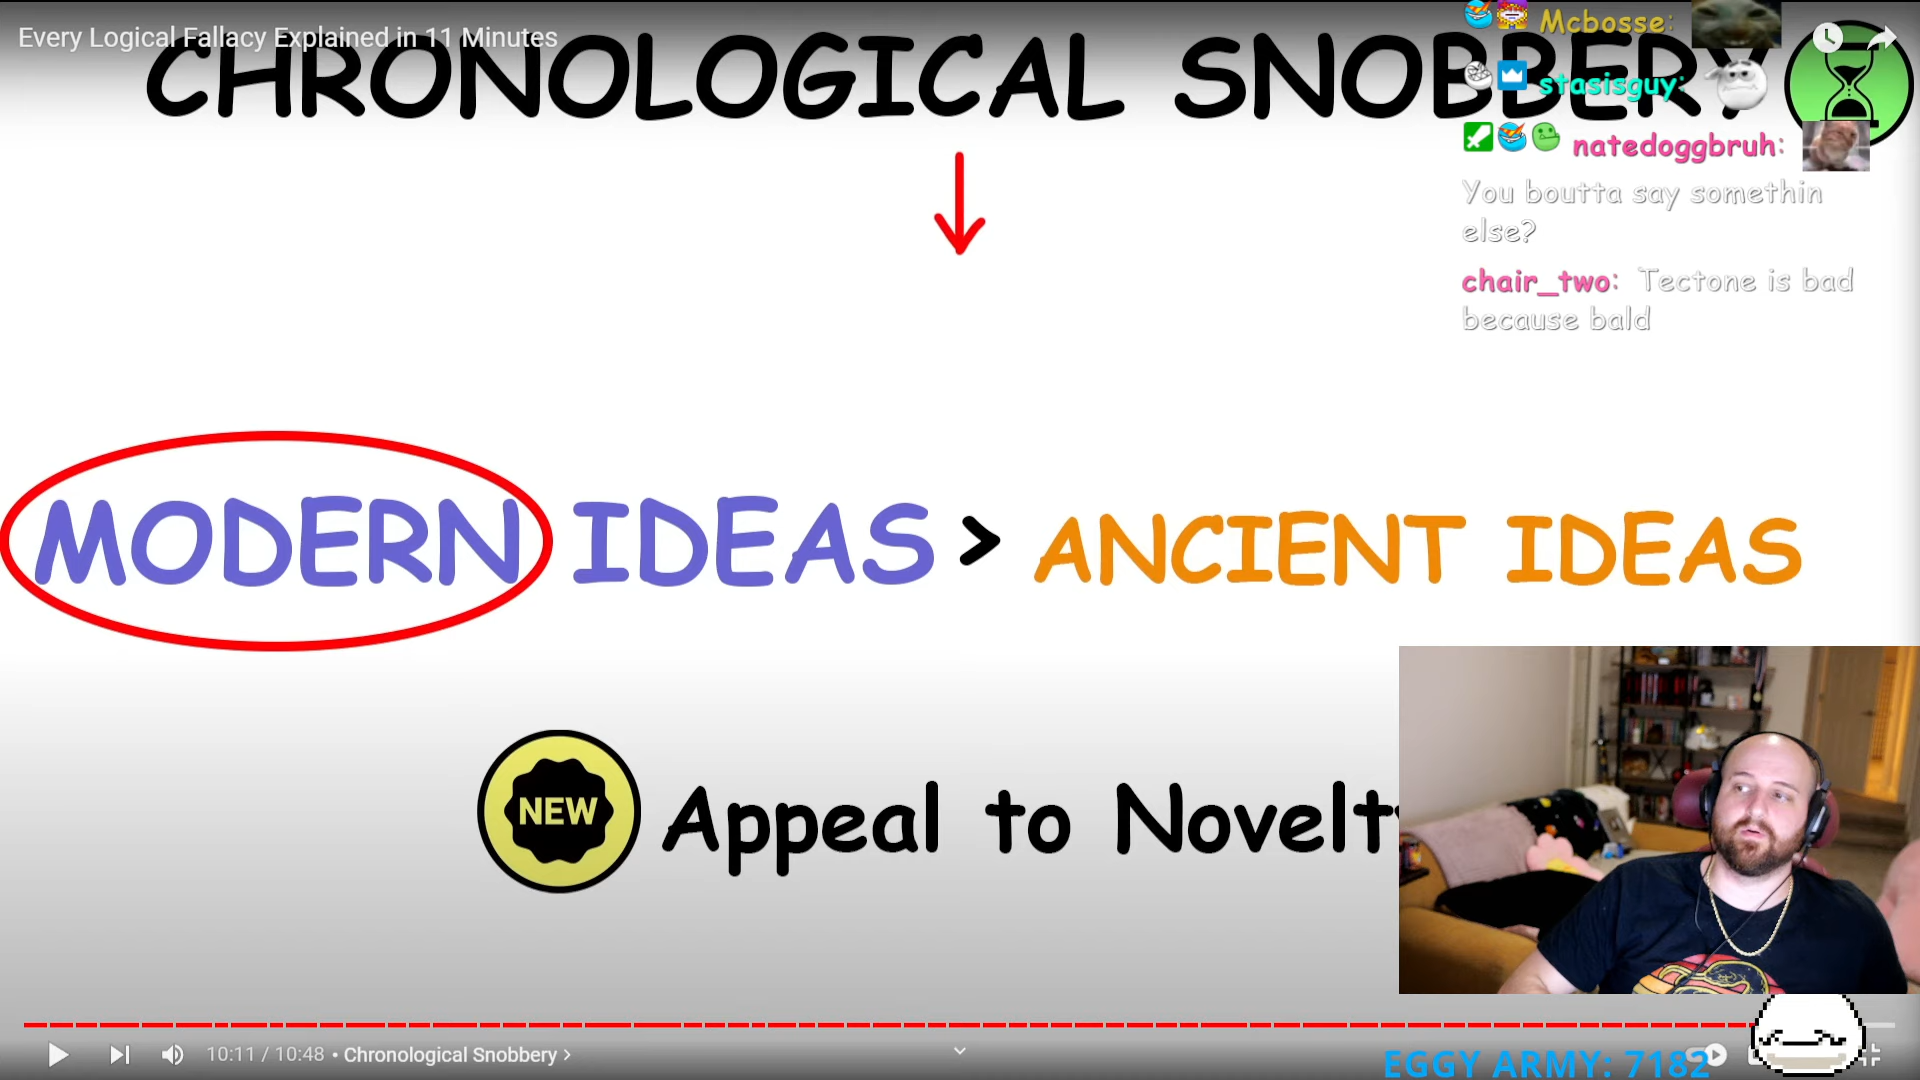 Every Logical Fallacy Explained in 11 Minutes
CHRONOLOGICAL SNOBBERY
Mcbosse:
stasisguy:
natedoggbruh:
You boutta say somethin
else?
chair_two: Tectone is bad
because bald
MODERN IDEAS > ANCIENT IDEAS
NEW
Appeal to Novelt
10:11 / 10:48 • Chronological Snobbery >
EGGY ARMY: 7182